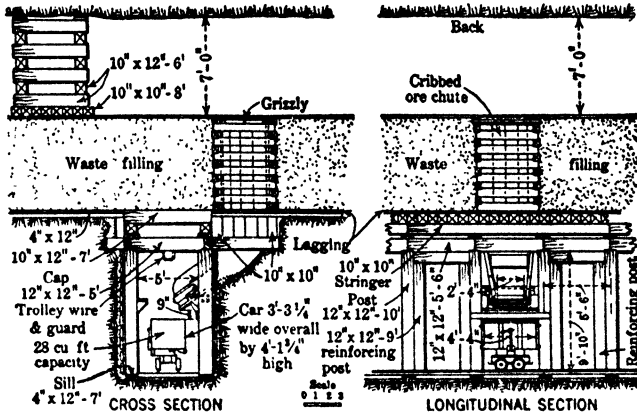 Back
10" x 12"-6'
10" x 10"-8'
7'-0"
7'-0"
Grizzly
Cribbed
ore chute
Waste filling
Waste
filling
4" x 12"
10" x 12"-7'
Cap
12" x 12"-5'
Trolley wire
& guard
28 cu ft
capacity
Sill
4" x 12"-7'
5'
9"
10" x 10"
Lagging
Car 3'-3 1/4"
wide overall
by 4'-1 3/4"
high
10" x 10"
Stringer
Post
12" x 12"-10'
12" x 12"-9'
reinforcing
post
12" x 12"-5'-6"
2'-4"
4'-4"
5'-6"
9'-10"
Reinforcing post
Scale
0 1 2 3
CROSS SECTION
LONGITUDINAL SECTION